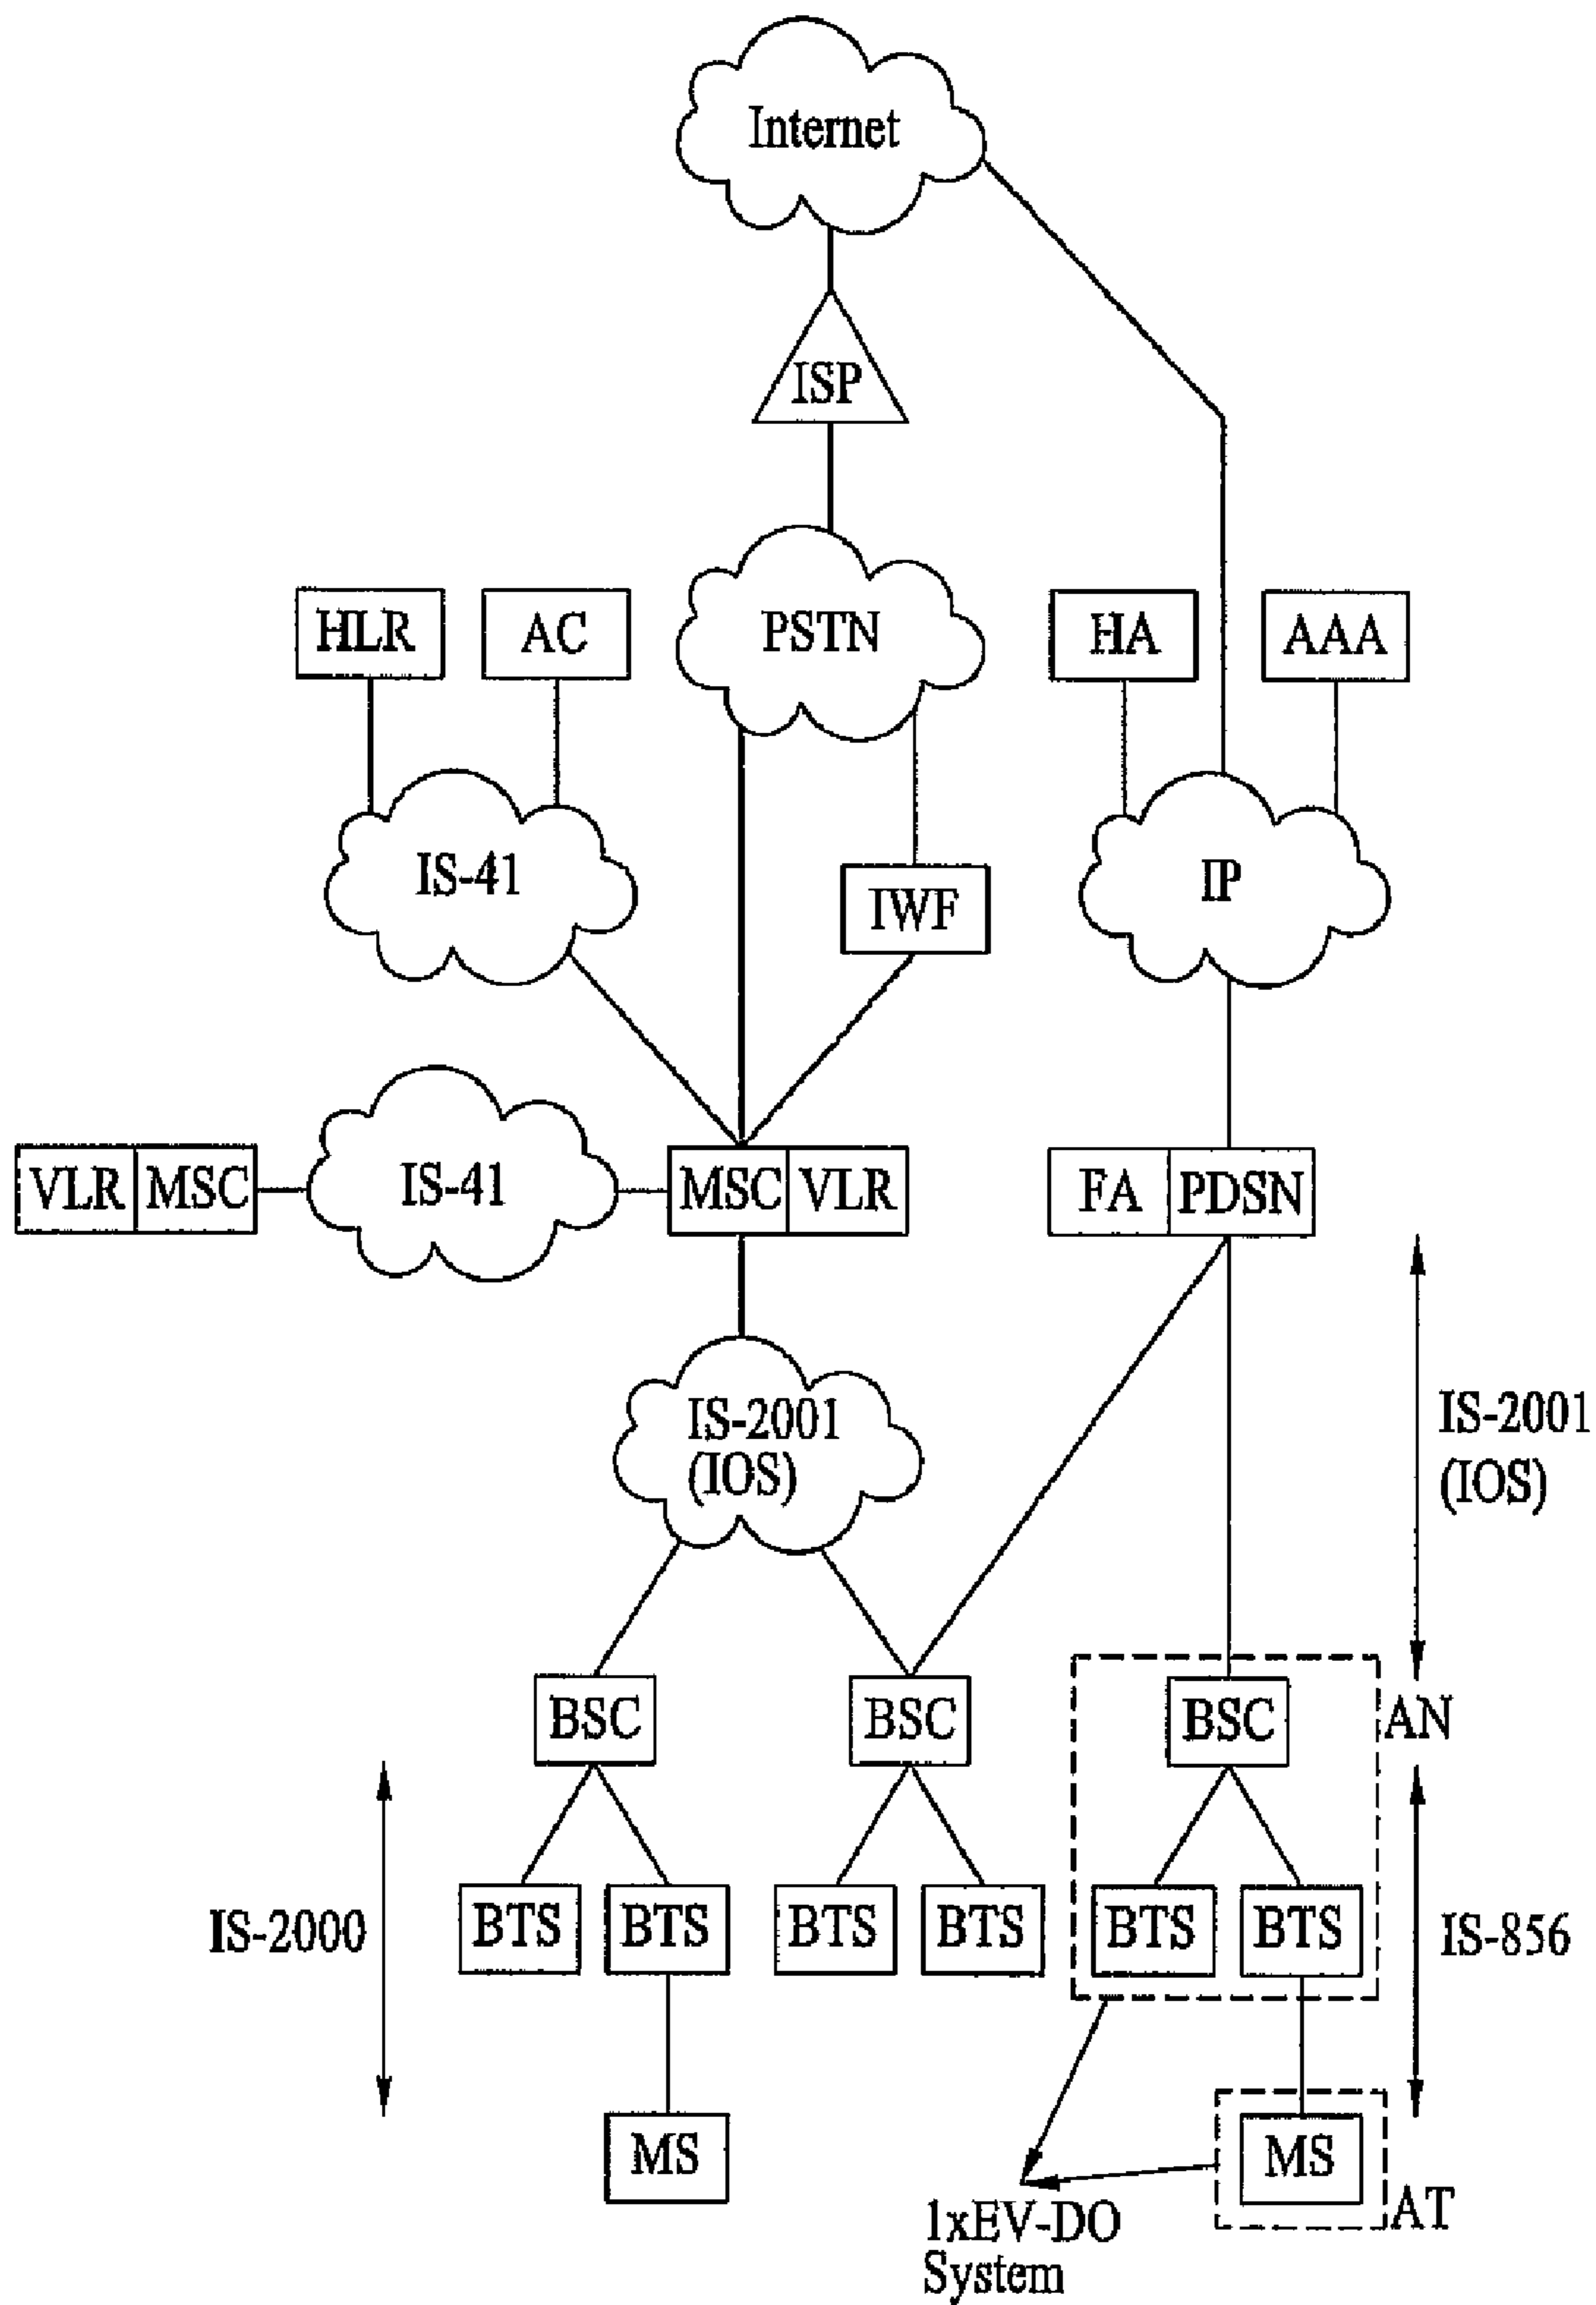 Internet
ISP
HLR
AC
PSTN
HA
AAA
IS-41
IWF
IP
VLR
MSC
IS-41
MSC
VLR
FA
PDSN
IS-2001
(IOS)
IS-2001
(IOS)
BSC
BSC
BSC
AN
IS-2000
BTS
BTS
BTS
BTS
BTS
BTS
IS-856
MS
MS
AT
1xEV-DO
System